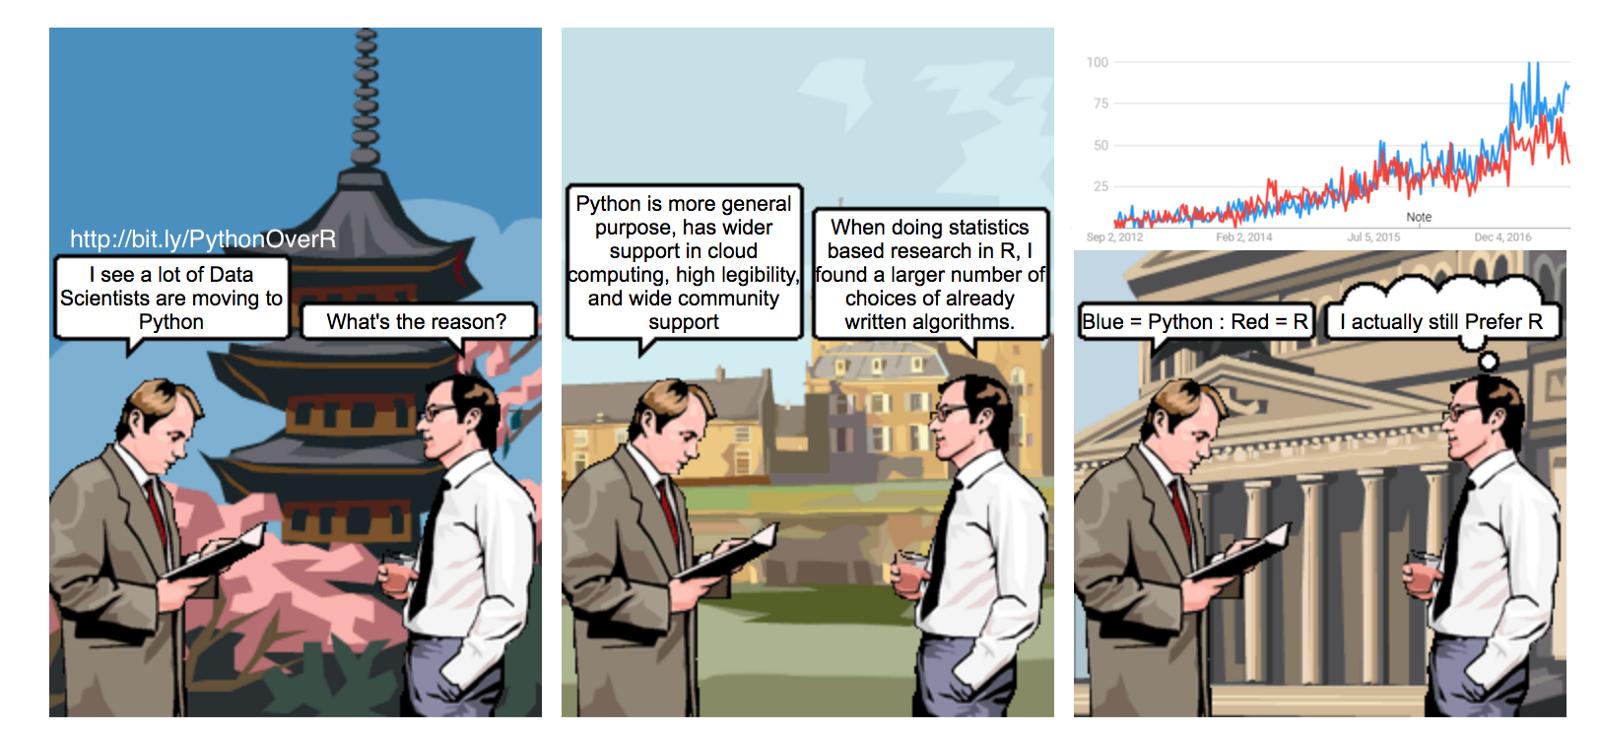 http://bit.ly/PythonOverR
I see a lot of Data
Scientists are moving to
Python
What's the reason?
Python is more general
purpose, has wider
support in cloud
computing, high legibility,
and wide community
support
When doing statistics
based research in R, I
found a larger number of
choices of already
written algorithms.
100
75
50
25
Note
Sep 2, 2012
Feb 2, 2014
Jul 5, 2015
Dec 4, 2016
Blue = Python : Red = R
I actually still Prefer R